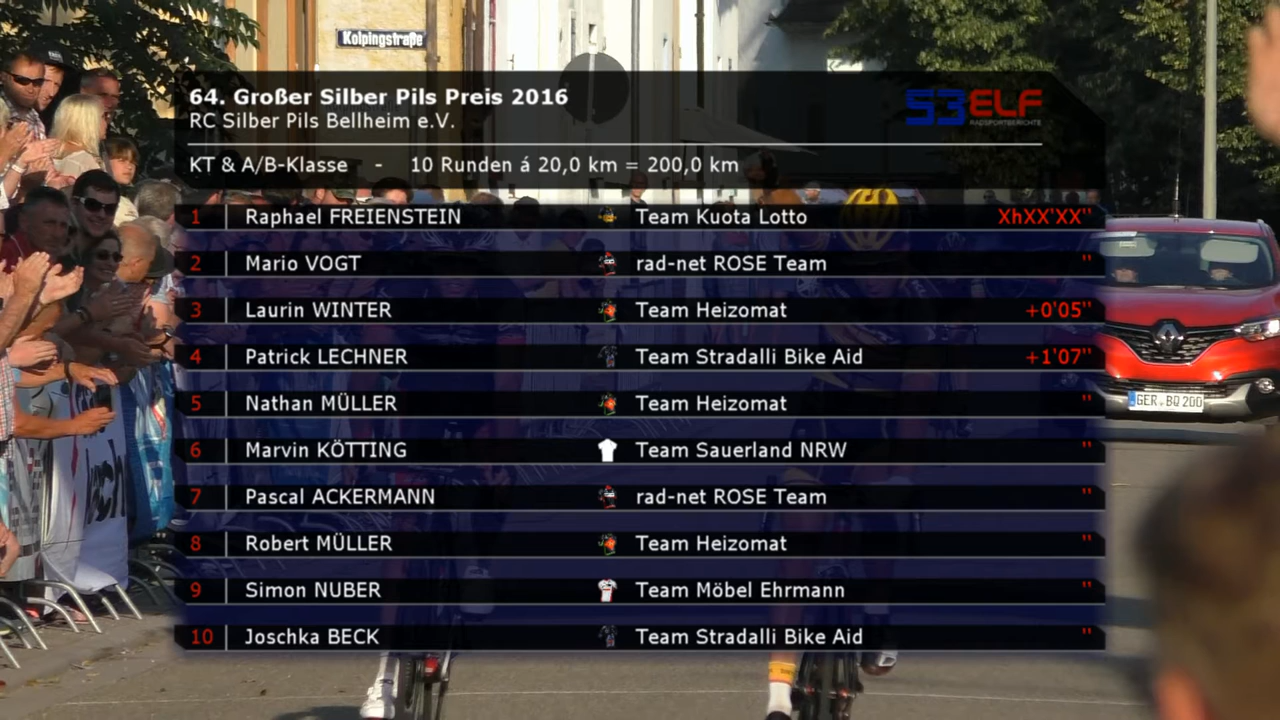 Kolpingstraße
64. Großer Silber Pils Preis 2016
RC Silber Pils Bellheim e.V.
S3ELF
RADSPORTBERICHTE
KT & A/B-Klasse - 10 Runden á 20,0 km = 200,0 km
1 Raphael FREIENSTEIN Team Kuota Lotto XhXX'XX''
2 Mario VOGT rad-net ROSE Team ''
3 Laurin WINTER Team Heizomat +0'05''
4 Patrick LECHNER Team Stradalli Bike Aid +1'07''
5 Nathan MÜLLER Team Heizomat ''
6 Marvin KÖTTING Team Sauerland NRW ''
7 Pascal ACKERMANN rad-net ROSE Team ''
8 Robert MÜLLER Team Heizomat ''
9 Simon NUBER Team Möbel Ehrmann ''
10 Joschka BECK Team Stradalli Bike Aid ''
GER BQ 200